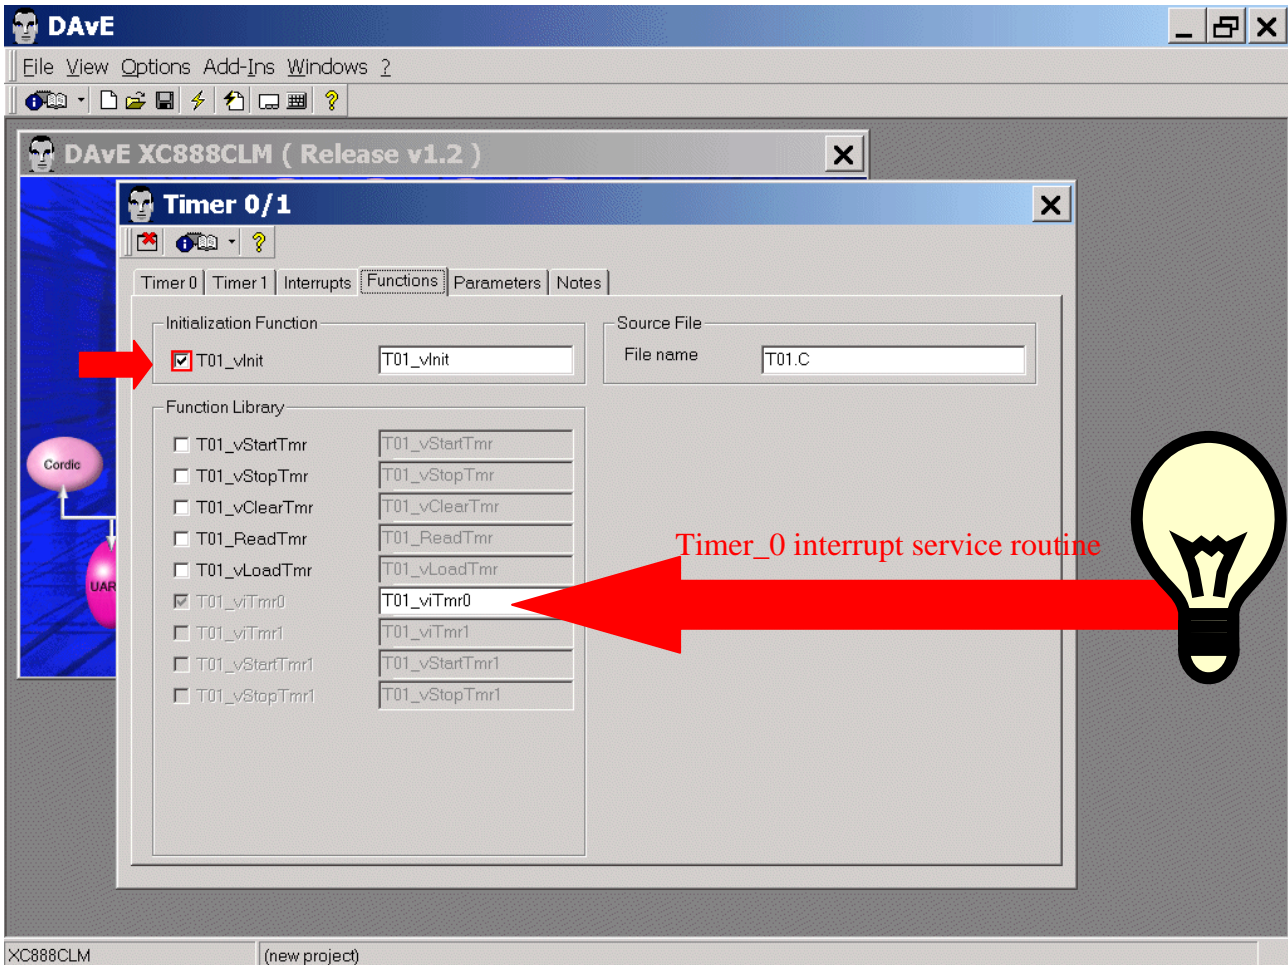 DAvE
File View Options Add-Ins Windows ?
DAvE XC888CLM ( Release v1.2 )
Timer 0/1
Timer 0 Timer 1 Interrupts Functions Parameters Notes
Initialization Function
Source File
T01_vInit T01_vInit
File name T01.C
Function Library
T01_vStartTmr T01_vStartTmr
T01_vStopTmr T01_vStopTmr
T01_vClearTmr T01_vClearTmr
T01_ReadTmr T01_ReadTmr
T01_vLoadTmr T01_vLoadTmr
T01_viTmr0 T01_viTmr0
T01_viTmr1 T01_viTmr1
T01_vStartTmr1 T01_vStartTmr1
T01_vStopTmr1 T01_vStopTmr1
Timer_0 interrupt service routine
Cordic
UAR
XC888CLM (new project)